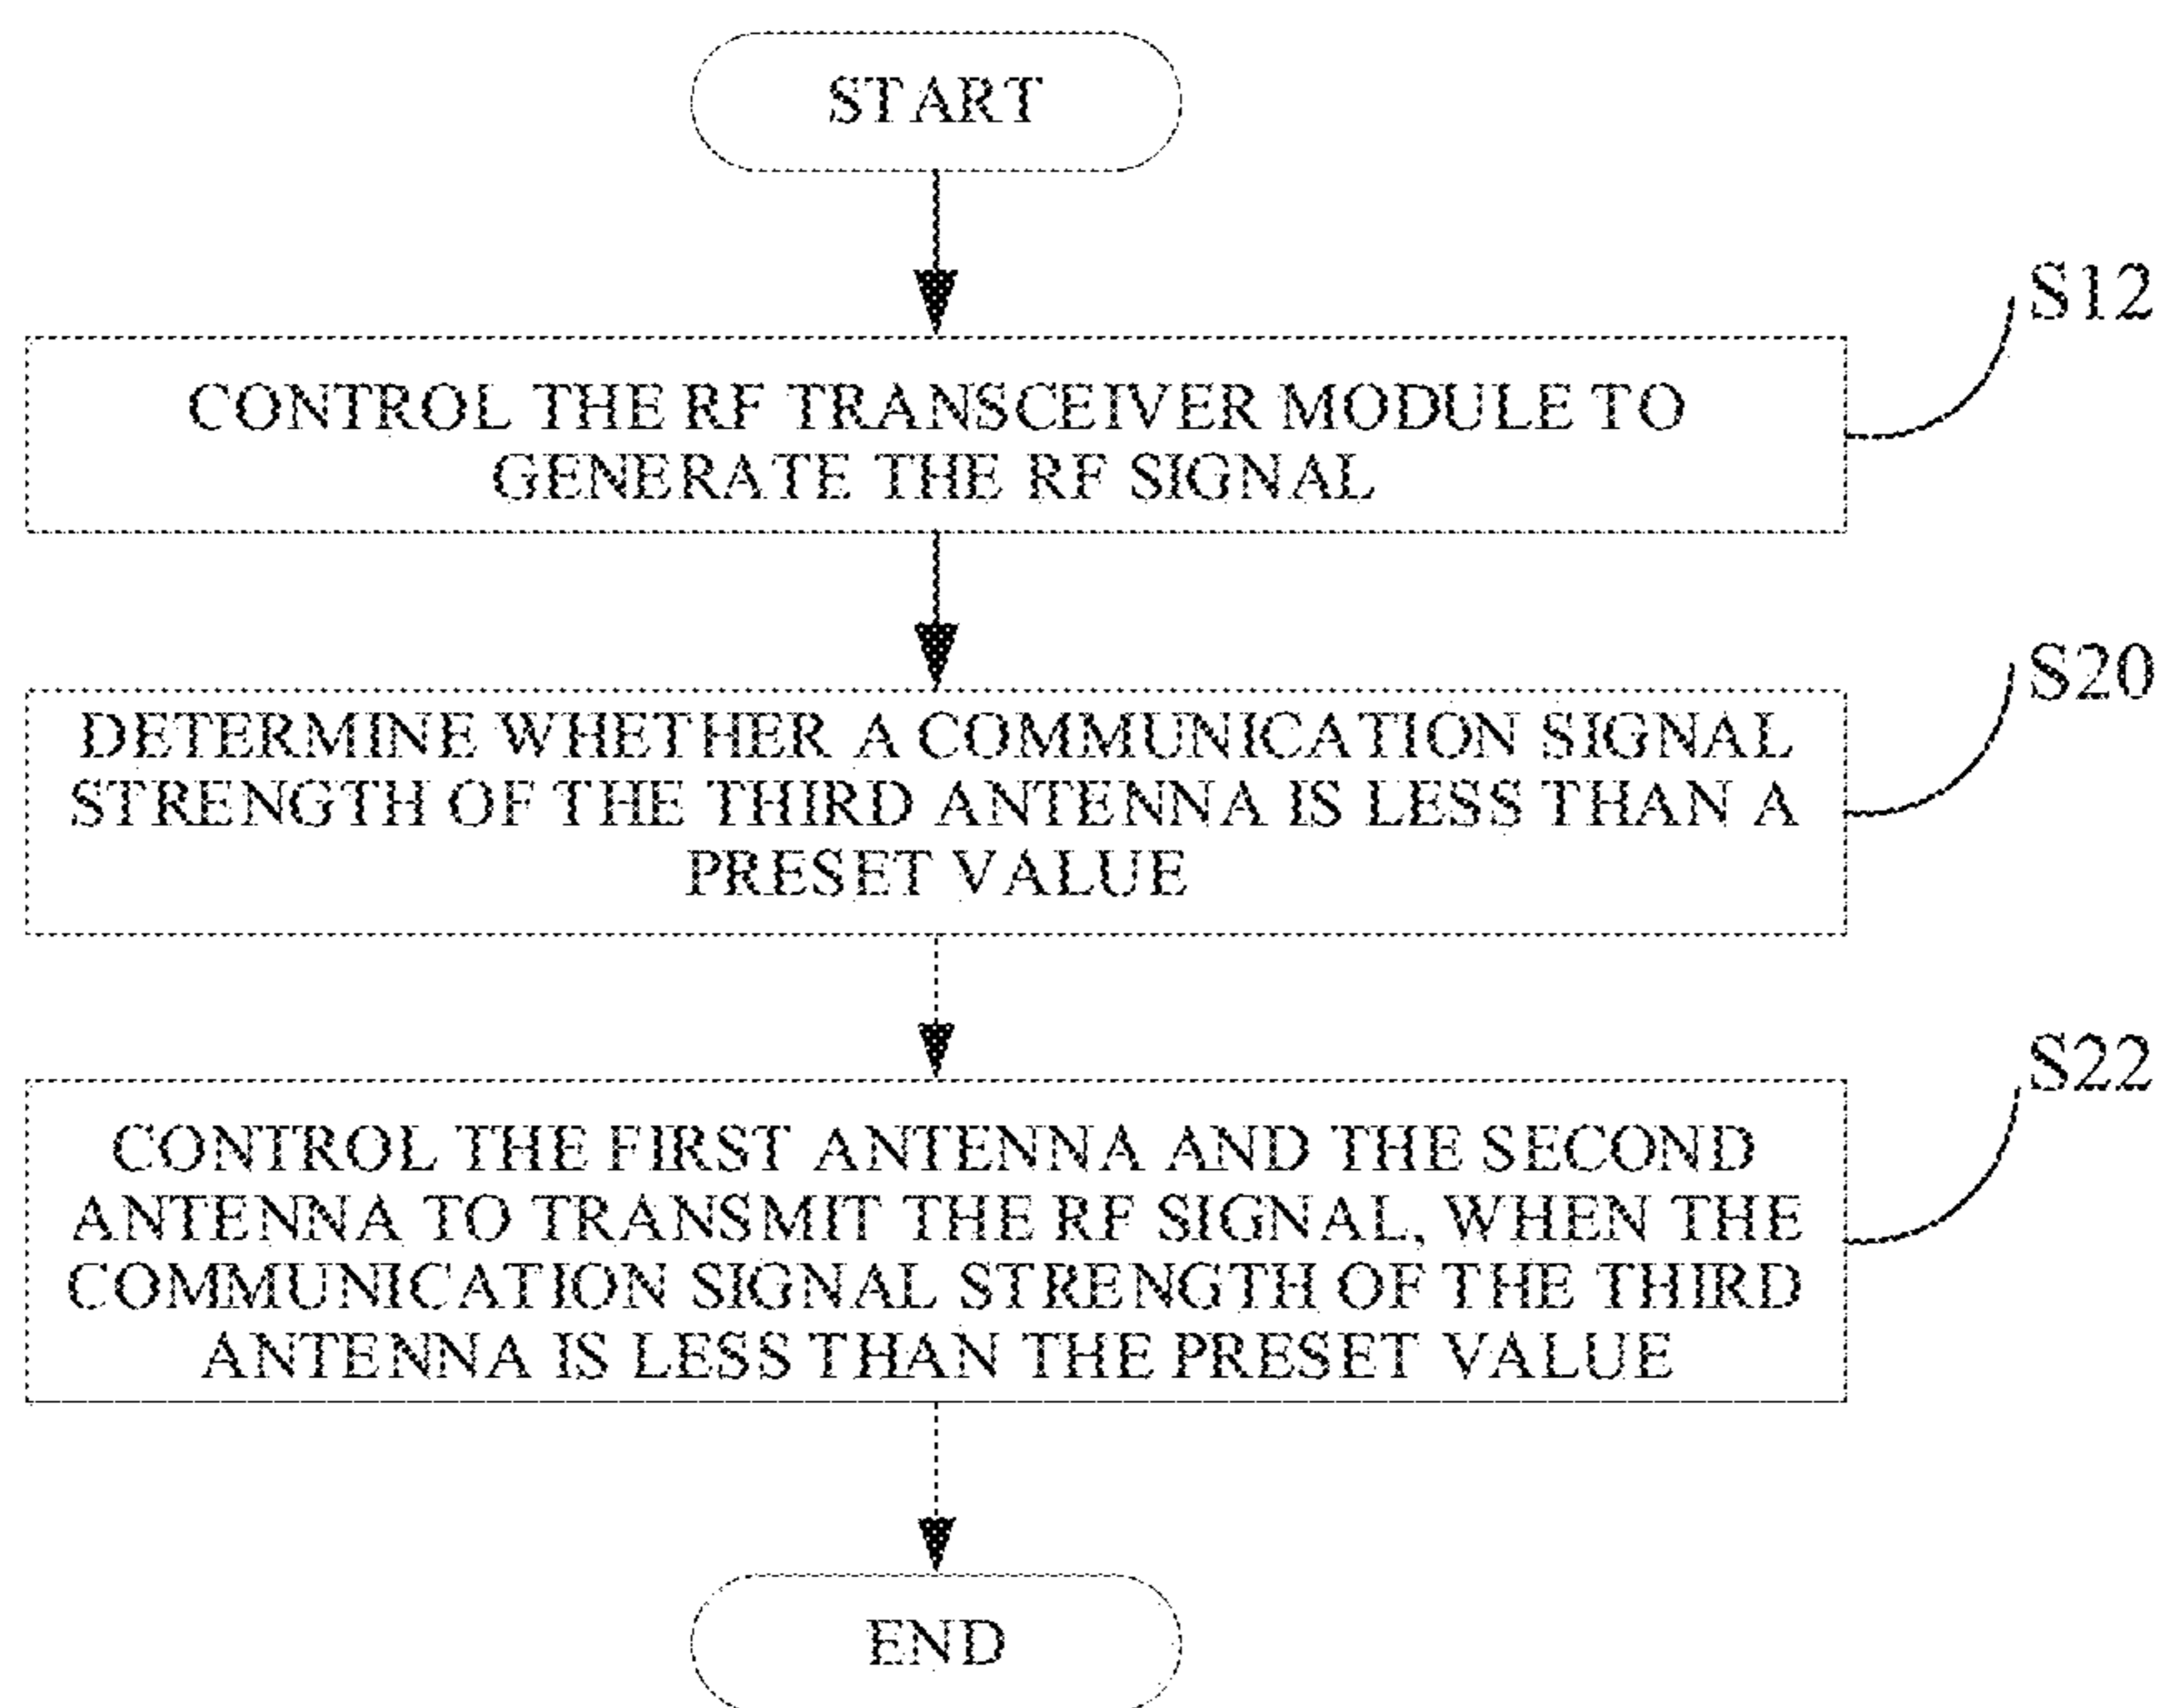 START
S12
CONTROL THE RF TRANSCEIVER MODULE TO
GENERATE THE RF SIGNAL
S20
DETERMINE WHETHER A COMMUNICATION SIGNAL
STRENGTH OF THE THIRD ANTENNA IS LESS THAN A
PRESET VALUE
S22
CONTROL THE FIRST ANTENNA AND THE SECOND
ANTENNA TO TRANSMIT THE RF SIGNAL, WHEN THE
COMMUNICATION SIGNAL STRENGTH OF THE THIRD
ANTENNA IS LESS THAN THE PRESET VALUE
END